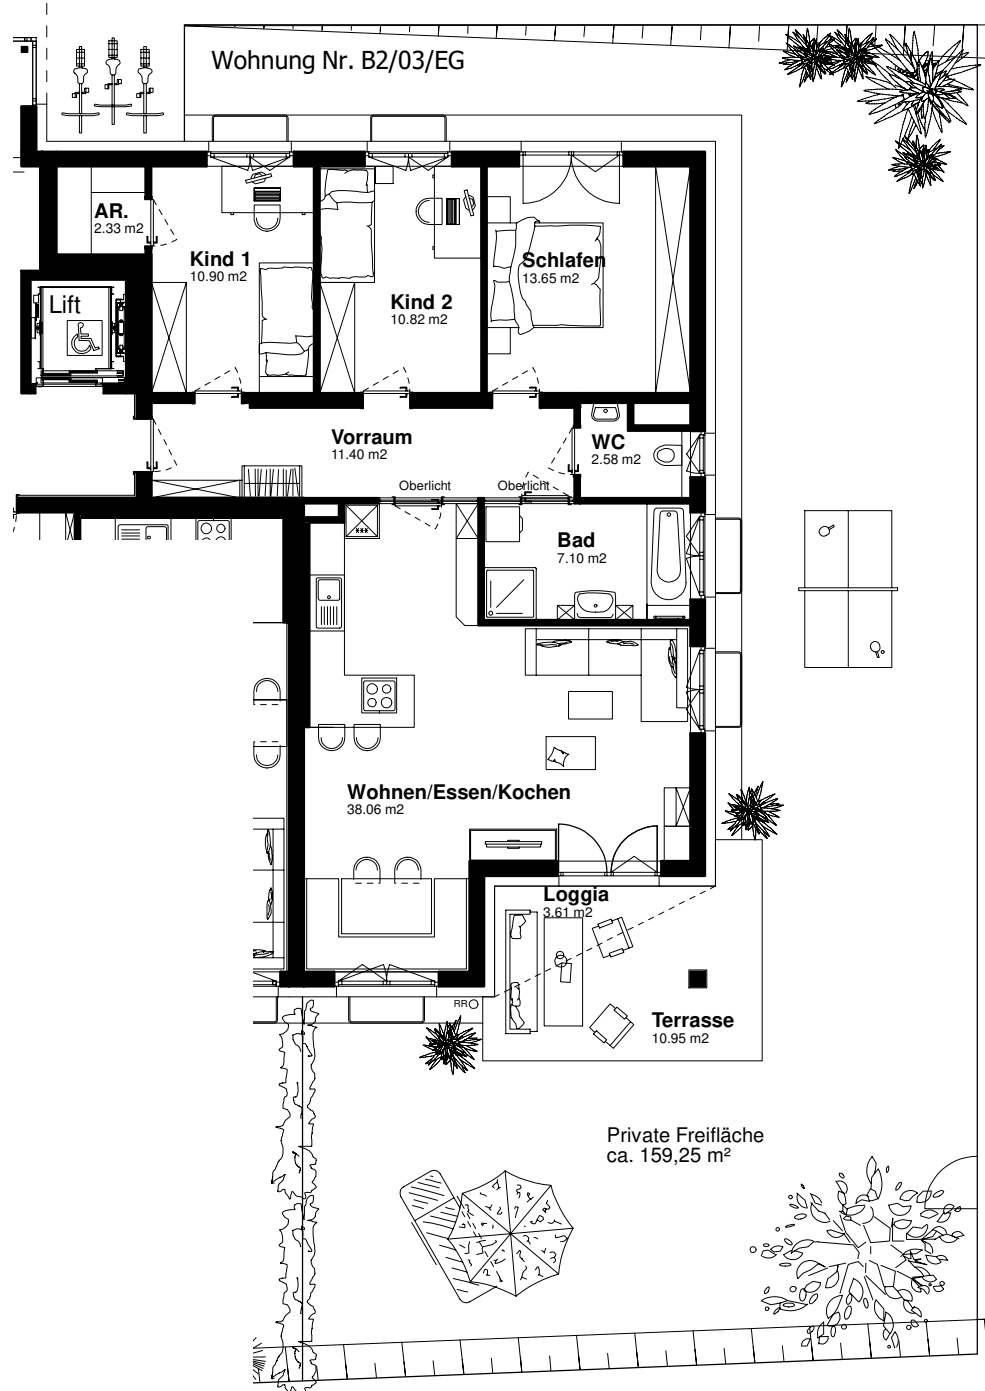 Wohnung Nr. B2/03/EG
AR.
2.33 m2
Kind 1
10.90 m2
Schlafen
13.65 m2
Kind 2
10.82 m2
Lift
Vorraum
11.40 m2
WC
2.58 m2
Oberlicht
Oberlicht
Bad
7.10 m2
Wohnen/Essen/Kochen
38.06 m2
Loggia
3.61 m2
RR
Terrasse
10.95 m2
Private Freifläche
ca. 159,25 m²